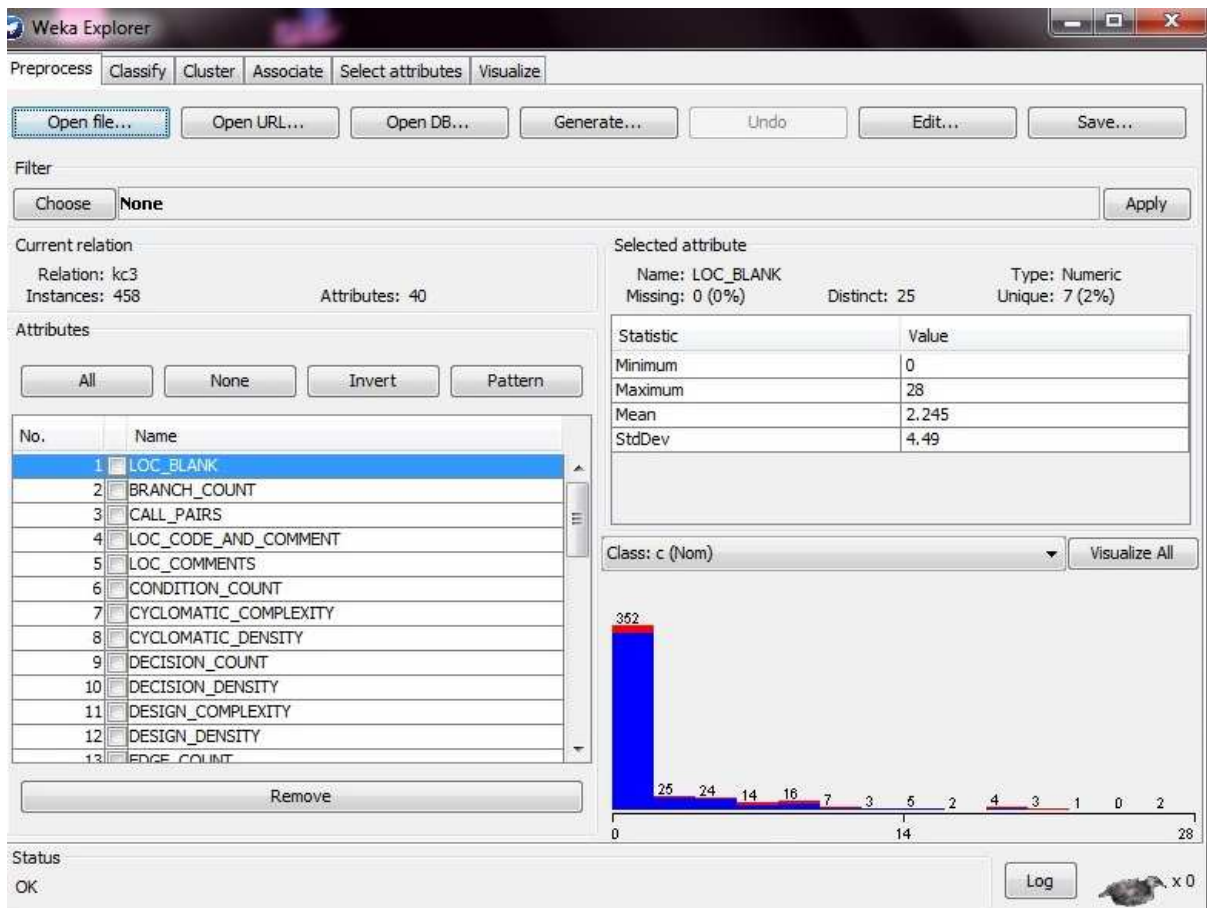 Weka Explorer
Preprocess Classify Cluster Associate Select attributes Visualize
Open file... Open URL... Open DB... Generate... Undo Edit... Save...
Filter
Choose None Apply
Current relation
Relation: kc3
Instances: 458 Attributes: 40
Attributes
All None Invert Pattern
No. Name
1 LOC_BLANK
2 BRANCH_COUNT
3 CALL_PAIRS
4 LOC_CODE_AND_COMMENT
5 LOC_COMMENTS
6 CONDITION_COUNT
7 CYCLOMATIC_COMPLEXITY
8 CYCLOMATIC_DENSITY
9 DECISION_COUNT
10 DECISION_DENSITY
11 DESIGN_COMPLEXITY
12 DESIGN_DENSITY
13 EDGE_COUNT
Remove
Selected attribute
Name: LOC_BLANK Type: Numeric
Missing: 0 (0%) Distinct: 25 Unique: 7 (2%)
Statistic Value
Minimum 0
Maximum 28
Mean 2.245
StdDev 4.49
Class: c (Nom) Visualize All
352
25 24 14 16 7 3 5 2 4 3 1 0 2
0 14 28
Status
OK
Log x 0